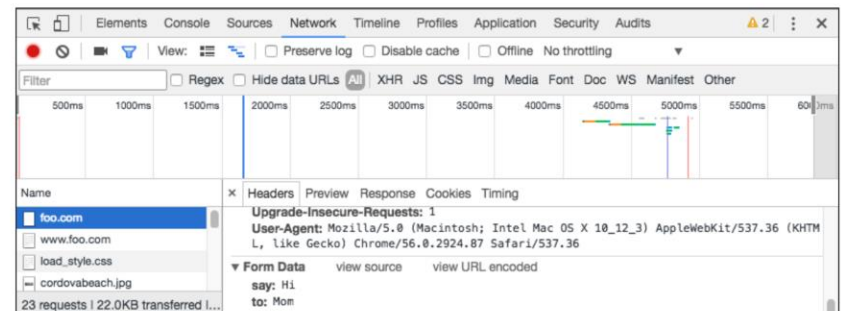 Elements Console Sources Network Timeline Profiles Application Security Audits 2
View: Preserve log Disable cache Offline No throttling
Filter Regex Hide data URLs All XHR JS CSS Img Media Font Doc WS Manifest Other
500ms 1000ms 1500ms 2000ms 2500ms 3000ms 3500ms 4000ms 4500ms 5000ms 5500ms
Name × Headers Preview Response Cookies Timing
foo.com
www.foo.com
load_style.css
cordovabeach.jpg
23 requests | 22.0KB transferred |...
Upgrade-Insecure-Requests: 1
User-Agent: Mozilla/5.0 (Macintosh; Intel Mac OS X 10_12_3) AppleWebKit/537.36 (KHTM
L, like Gecko) Chrome/56.0.2924.87 Safari/537.36
Form Data view source view URL encoded
say: Hi
to: Mom